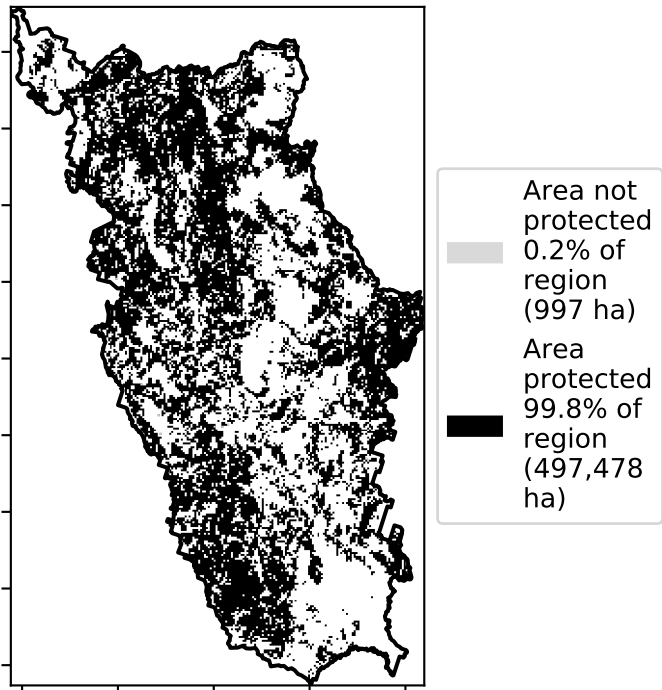 Area not
protected
0.2% of
region
(997 ha)
Area
protected
99.8% of
region
(497,478
ha)